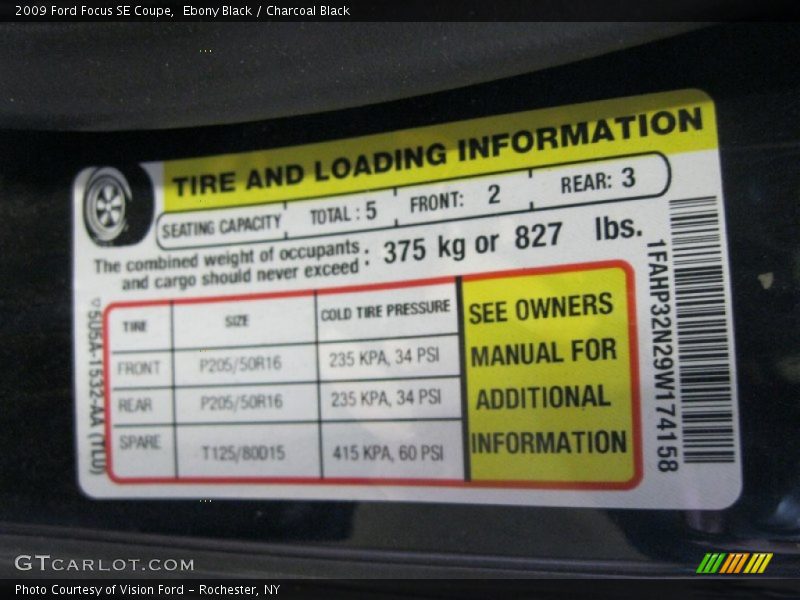 2009 Ford Focus SE Coupe, Ebony Black / Charcoal Black
TIRE AND LOADING INFORMATION
SEATING CAPACITY TOTAL : 5 FRONT: 2 REAR: 3
The combined weight of occupants
and cargo should never exceed : 375 kg or 827 lbs.
TIRE SIZE COLD TIRE PRESSURE
FRONT P205/50R16 235 KPA, 34 PSI
REAR P205/50R16 235 KPA, 34 PSI
SPARE T125/80D15 415 KPA, 60 PSI
SEE OWNERS
MANUAL FOR
ADDITIONAL
INFORMATION
1FAHP32N29W174158
GTCARLOT.COM
Photo Courtesy of Vision Ford – Rochester, NY